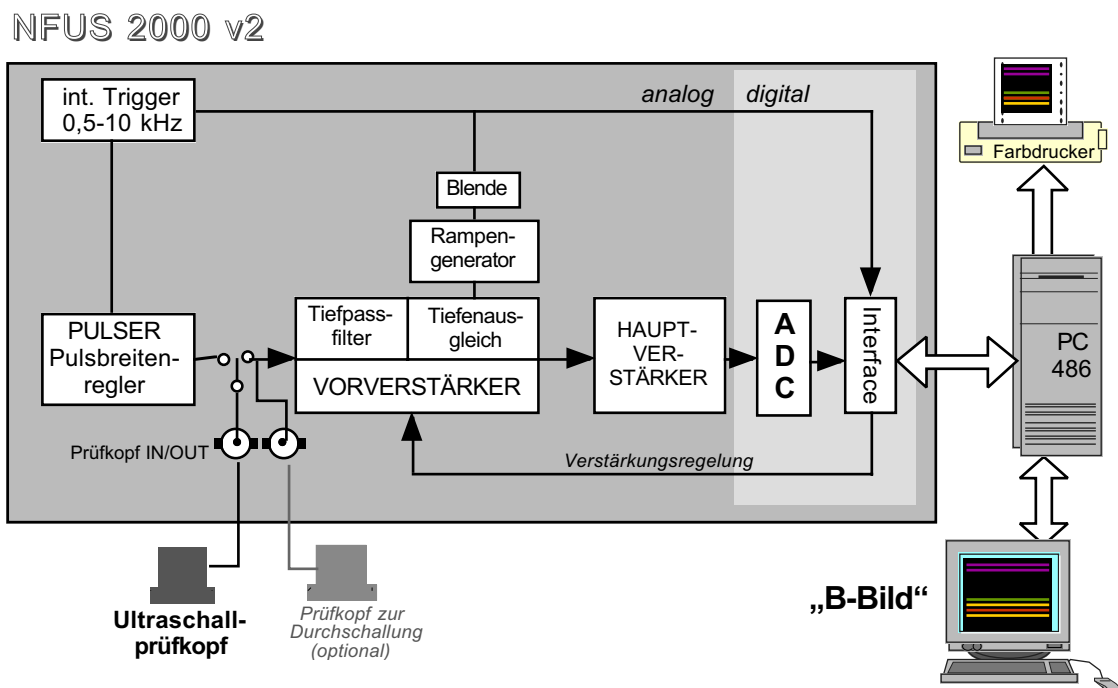 NFUS 2000 v2
int. Trigger
0,5-10 kHz
analog digital
Farbdrucker
Blende
Rampen-
generator
PULSER
Pulsbreiten-
regler
Tiefpass-
filter
Tiefenaus-
gleich
VORVERSTÄRKER
HAUPT-
VER-
STÄRKER
A
D
C
Interface
PC
486
Prüfkopf IN/OUT
Verstärkungsregelung
Ultraschall-
prüfkopf
Prüfkopf zur
Durchschallung
(optional)
„B-Bild“